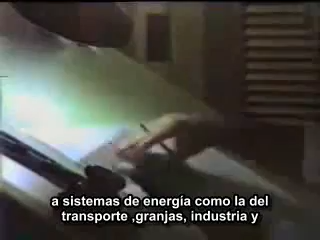 a sistemas de energía como la del
transporte ,granjas, industria y